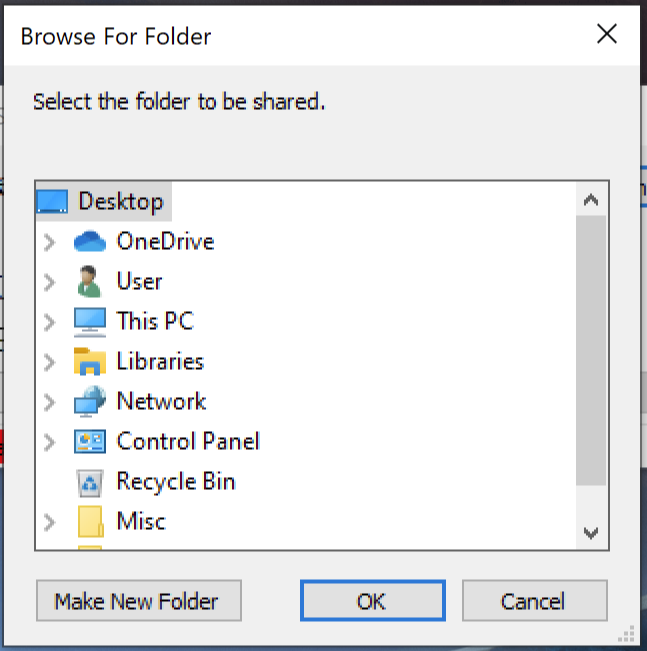 Browse For Folder
Select the folder to be shared.
Desktop
OneDrive
User
This PC
Libraries
Network
Control Panel
Recycle Bin
Misc
Make New Folder OK Cancel